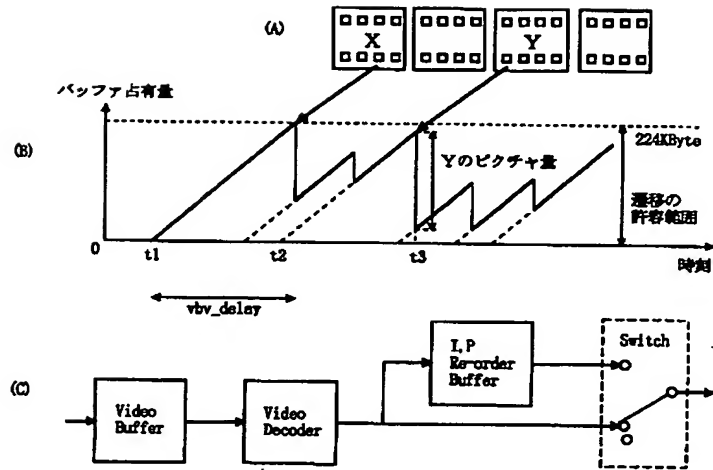 (A)
X
Y
バッファ占有量
(B)
224KByte
Yのピクチャ量
遷移の
許容範囲
0
t1
t2
t3
時刻
vbv_delay
I,P
Re-order
Buffer
Switch
(C)
Video
Buffer
Video
Decoder